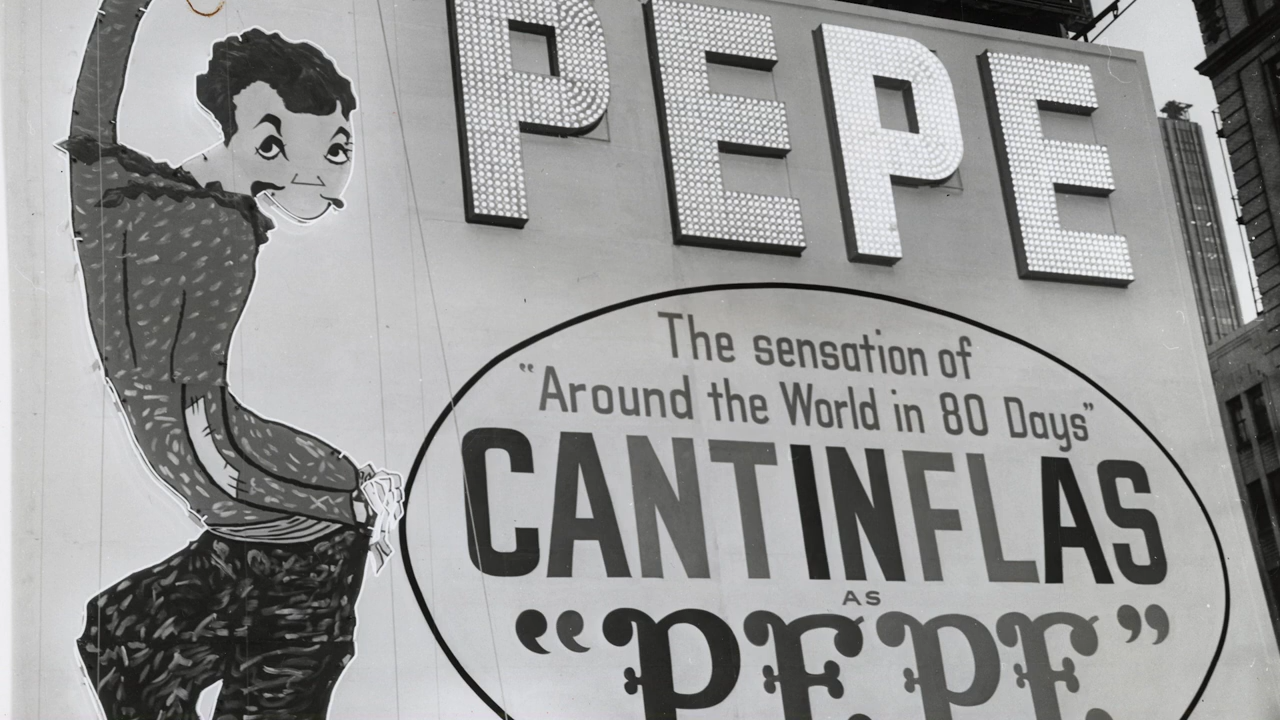 PEPE
The sensation of
"Around the World in 80 Days"
CANTINFLAS
AS
"PEPE"